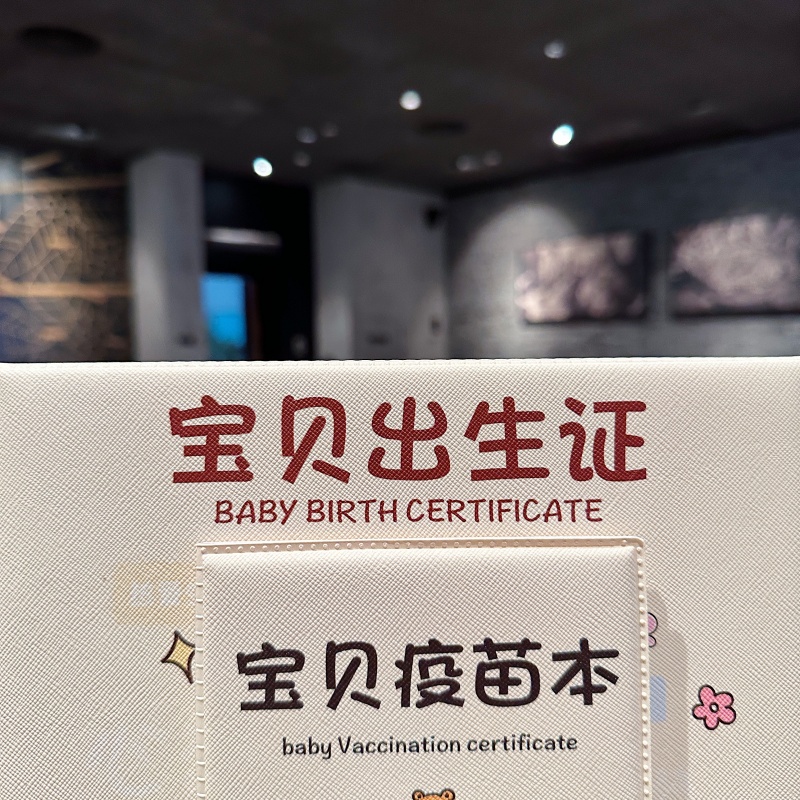 宝贝出生证
BABY BIRTH CERTIFICATE
宝贝疫苗本
baby Vaccination certificate